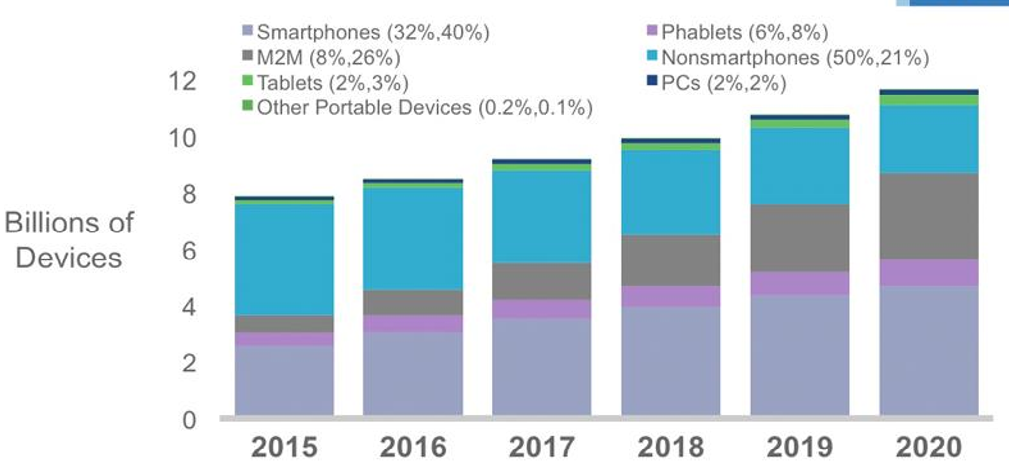 Smartphones (32%,40%)
Phablets (6%,8%)
M2M (8%,26%)
Nonsmartphones (50%,21%)
Tablets (2%,3%)
PCs (2%,2%)
Other Portable Devices (0.2%,0.1%)
12
10
8
6
4
2
0
Billions of
Devices
2015 2016 2017 2018 2019 2020